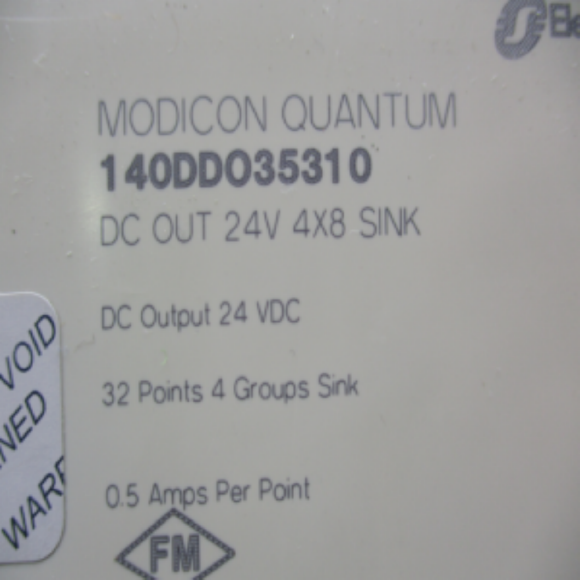 MODICON QUANTUM
140DDO35310
DC OUT 24V 4X8 SINK
DC Output 24 VDC
32 Points 4 Groups Sink
0.5 Amps Per Point
FM
VOID